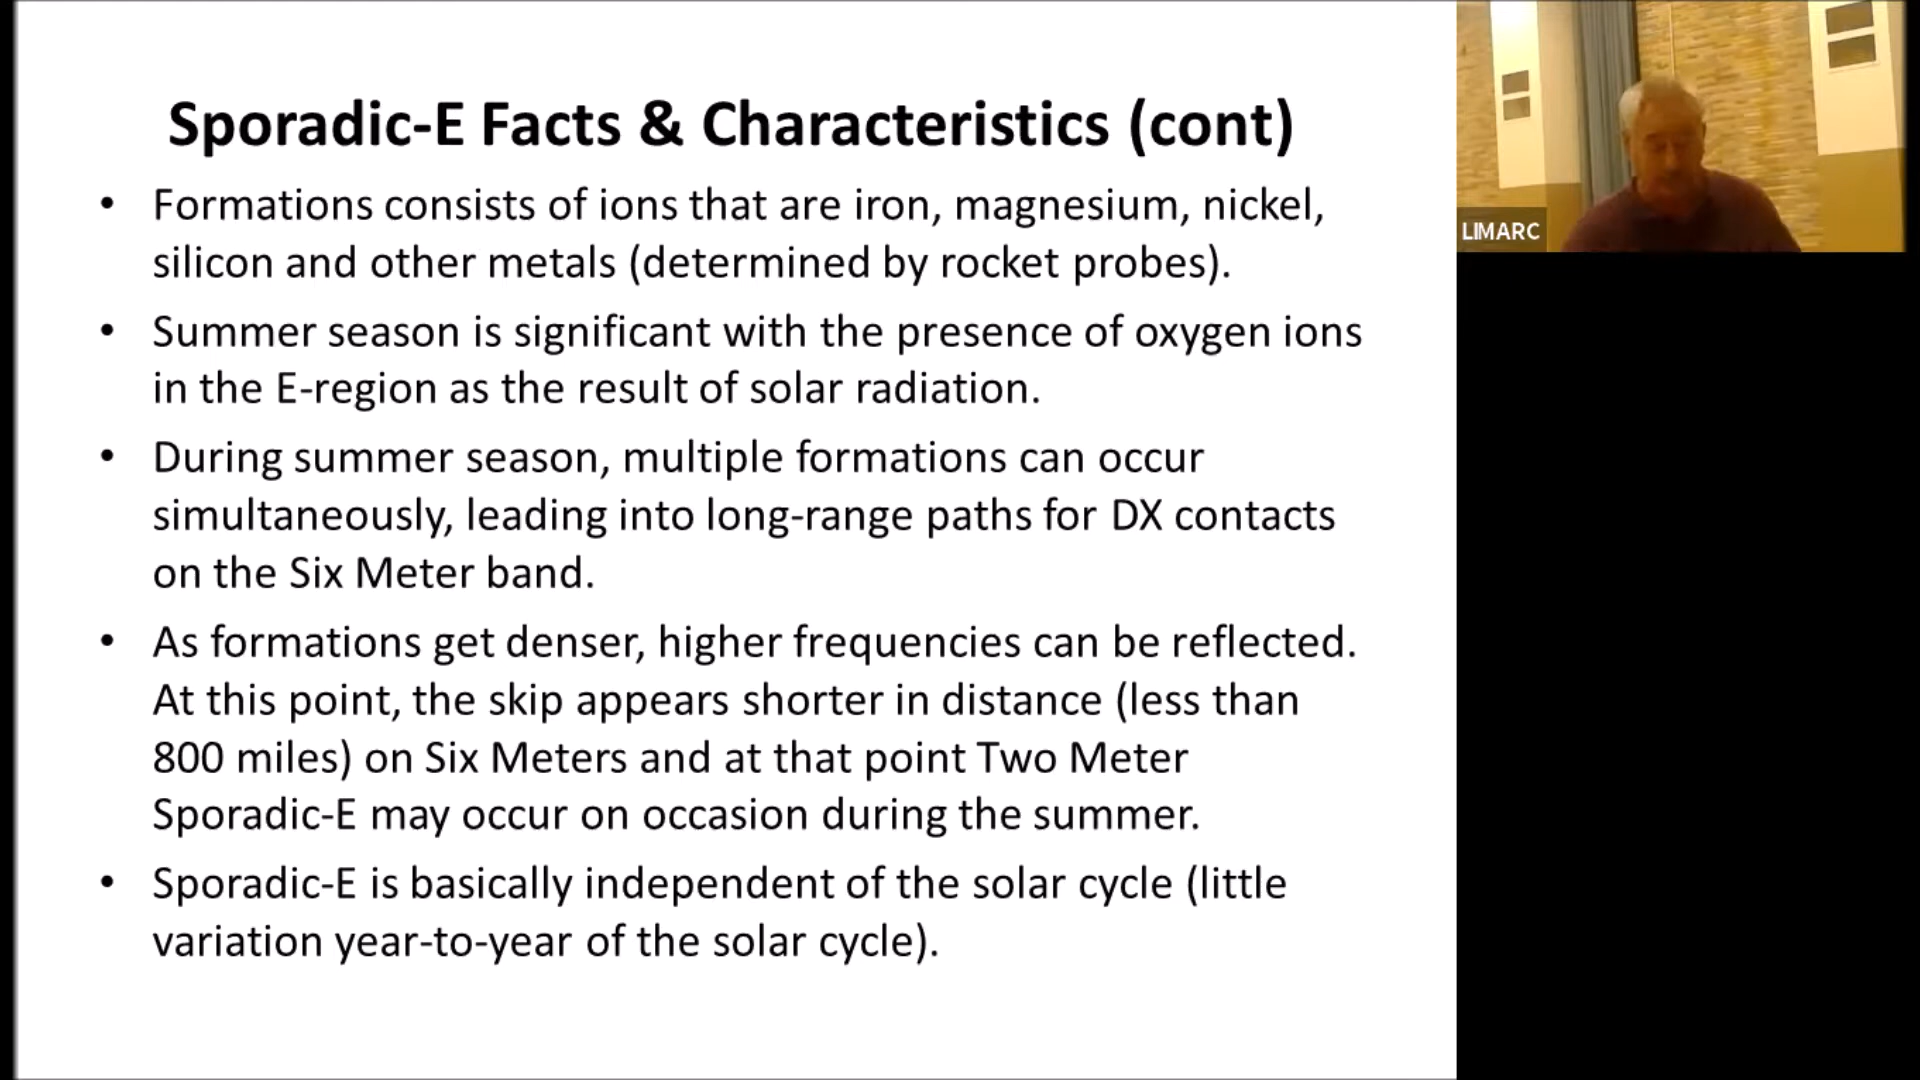 Sporadic-E Facts & Characteristics (cont)
• Formations consists of ions that are iron, magnesium, nickel,
silicon and other metals (determined by rocket probes).
• Summer season is significant with the presence of oxygen ions
in the E-region as the result of solar radiation.
• During summer season, multiple formations can occur
simultaneously, leading into long-range paths for DX contacts
on the Six Meter band.
• As formations get denser, higher frequencies can be reflected.
At this point, the skip appears shorter in distance (less than
800 miles) on Six Meters and at that point Two Meter
Sporadic-E may occur on occasion during the summer.
• Sporadic-E is basically independent of the solar cycle (little
variation year-to-year of the solar cycle).
LIMARC